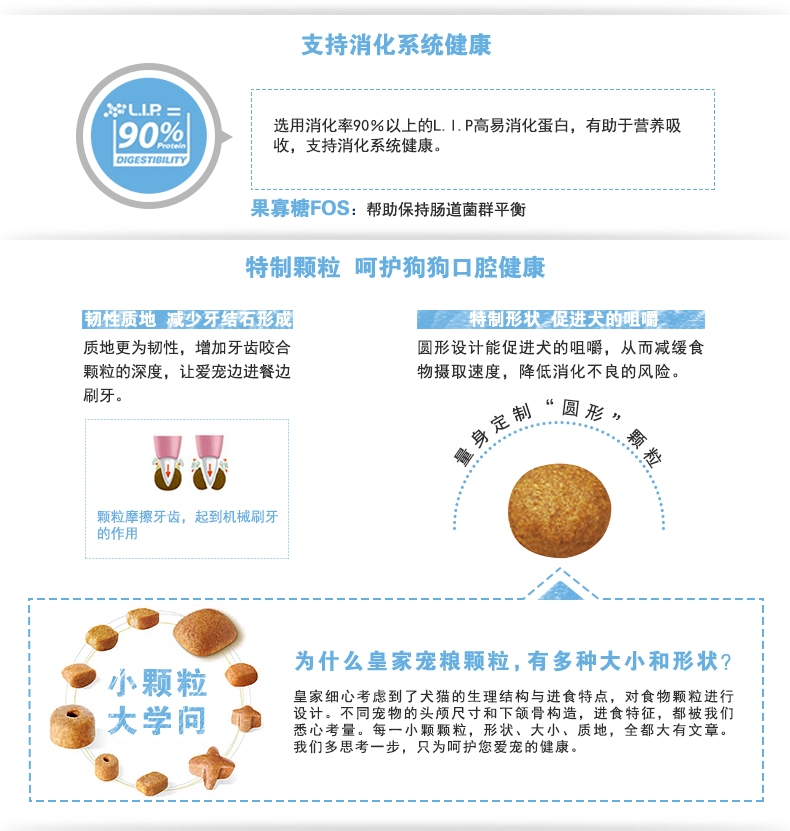 支持消化系统健康
L.I.P. =
90%
Protein
DIGESTIBILITY
选用消化率90%以上的L.I.P高易消化蛋白，有助于营养吸
收，支持消化系统健康。
果寡糖FOS：帮助保持肠道菌群平衡
特制颗粒 呵护狗狗口腔健康
韧性质地 减少牙结石形成
质地更为韧性，增加牙齿咬合
颗粒的深度，让爱宠边进餐边
刷牙。
颗粒摩擦牙齿，起到机械刷牙
的作用
特制形状 促进犬的咀嚼
圆形设计能促进犬的咀嚼，从而减缓食
物摄取速度，降低消化不良的风险。
量身定制“圆形”颗粒
小颗粒
大学问
为什么皇家宠粮颗粒，有多种大小和形状？
皇家细心考虑到了犬猫的生理结构与进食特点，对食物颗粒进行
设计。不同宠物的头颅尺寸和下颌骨构造，进食特征，都被我们
悉心考量。每一小颗颗粒，形状、大小、质地，全都大有文章。
我们多思考一步，只为呵护您爱宠的健康。